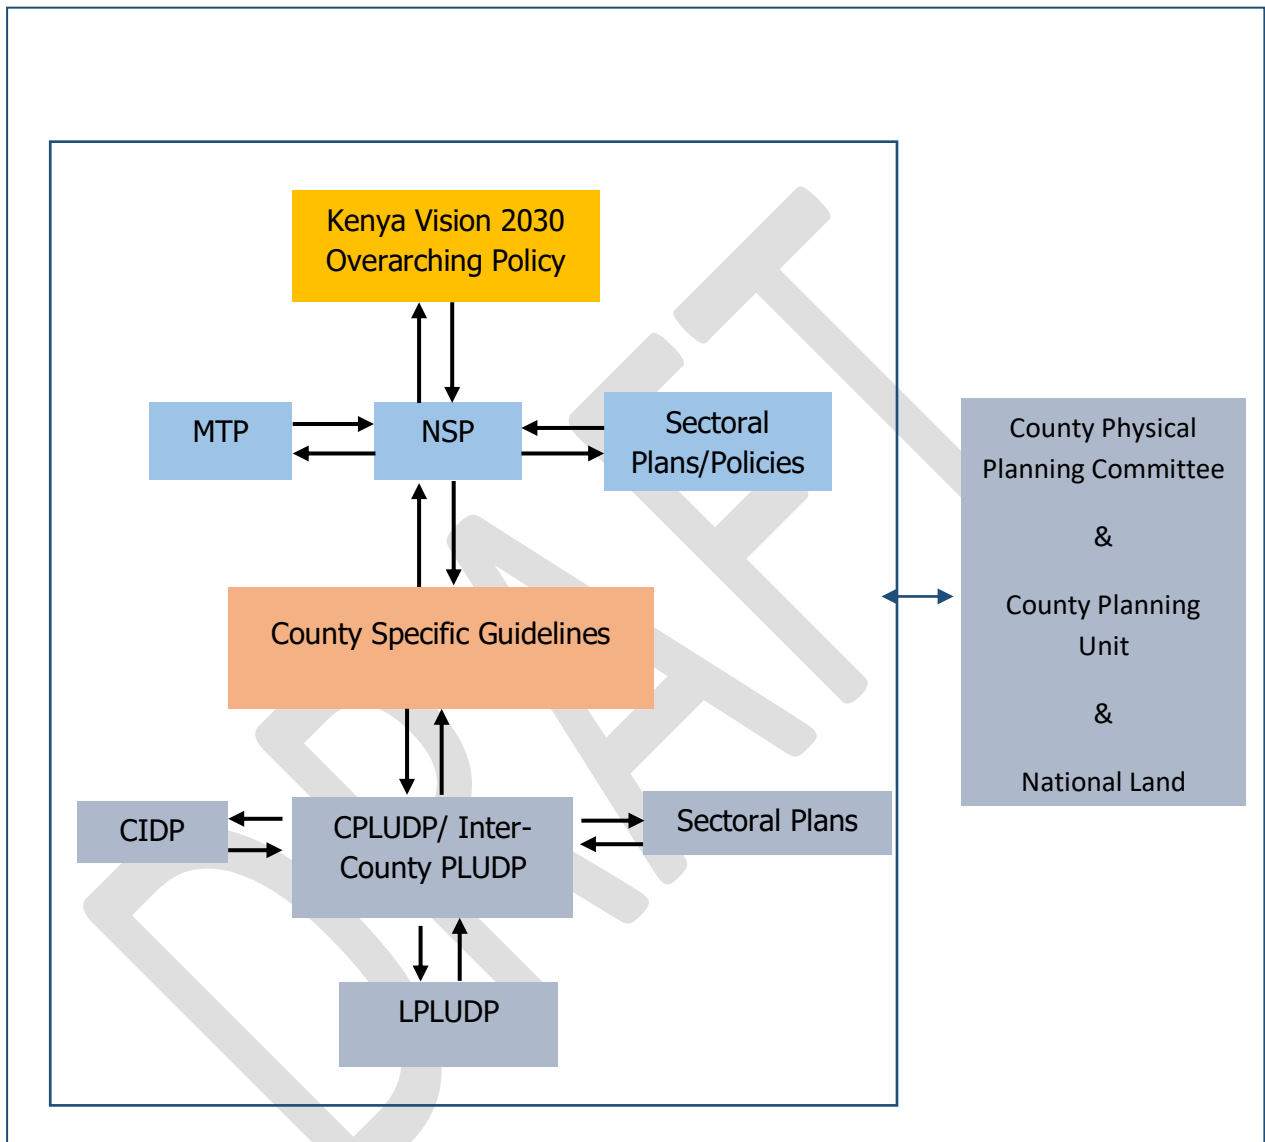 Kenya Vision 2030
Overarching Policy
MTP
NSP
Sectoral
Plans/Policies
County Specific Guidelines
CIDP
CPLUDP/ Inter-
County PLUDP
Sectoral Plans
LPLUDP
County Physical
Planning Committee
&
County Planning
Unit
&
National Land
DRAFT